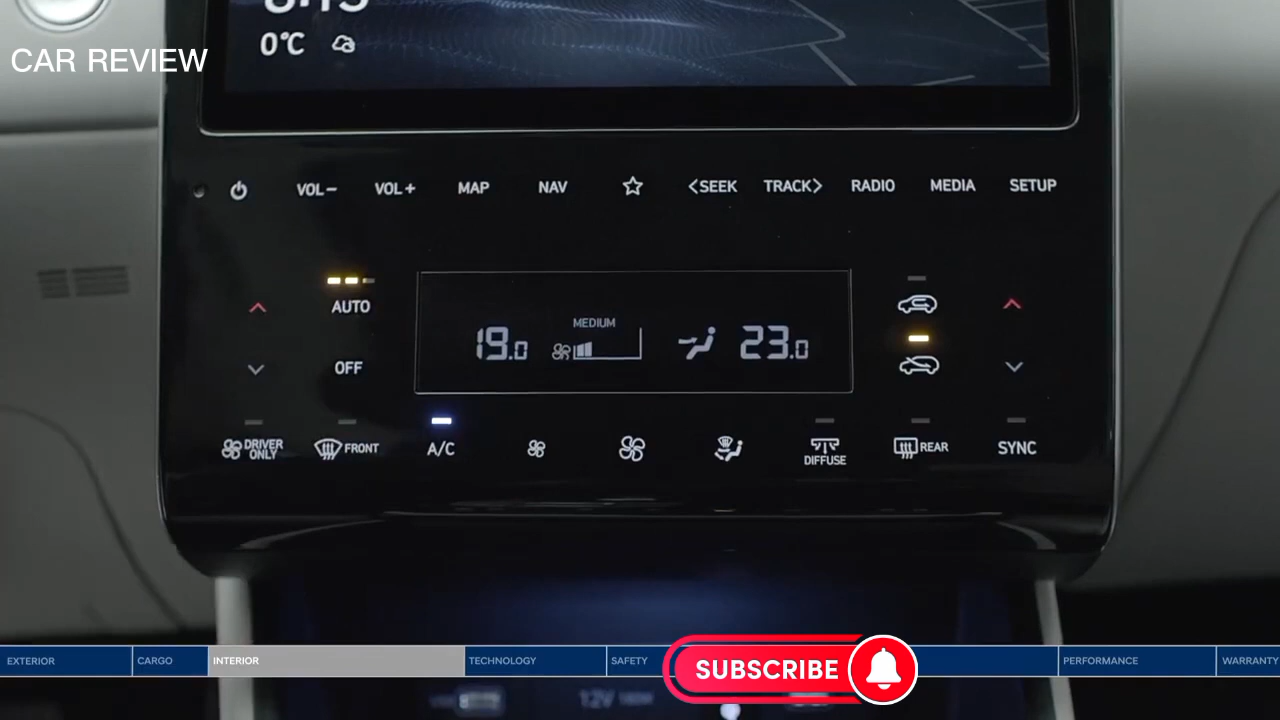 0℃
CAR REVIEW
VOL− VOL+ MAP NAV <SEEK TRACK> RADIO MEDIA SETUP
AUTO
MEDIUM
19.0 23.0
OFF
DRIVER ONLY
FRONT
A/C
DIFFUSE
REAR
SYNC
EXTERIOR CARGO INTERIOR TECHNOLOGY SAFETY PERFORMANCE WARRANTY
SUBSCRIBE
12V